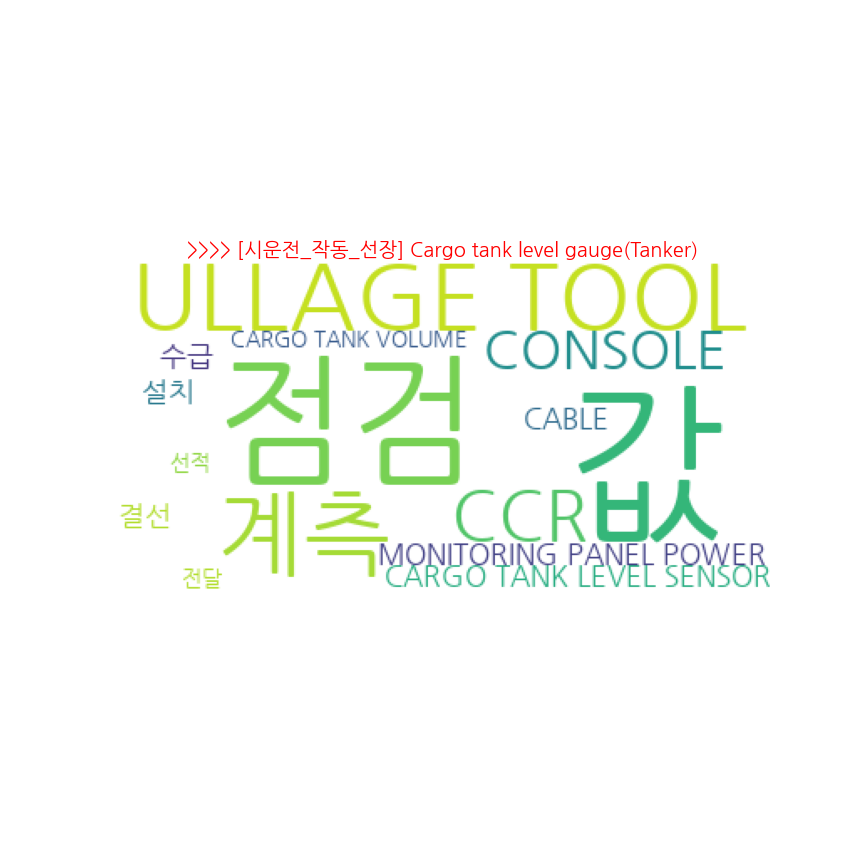 >>>> [시운전_작동_선장] Cargo tank level gauge(Tanker)
ULLAGE TOOL
CARGO TANK VOLUME
CONSOLE
수급
점검
값
설치
CABLE
선적
계측
CCR
결선
MONITORING PANEL POWER
전달
CARGO TANK LEVEL SENSOR